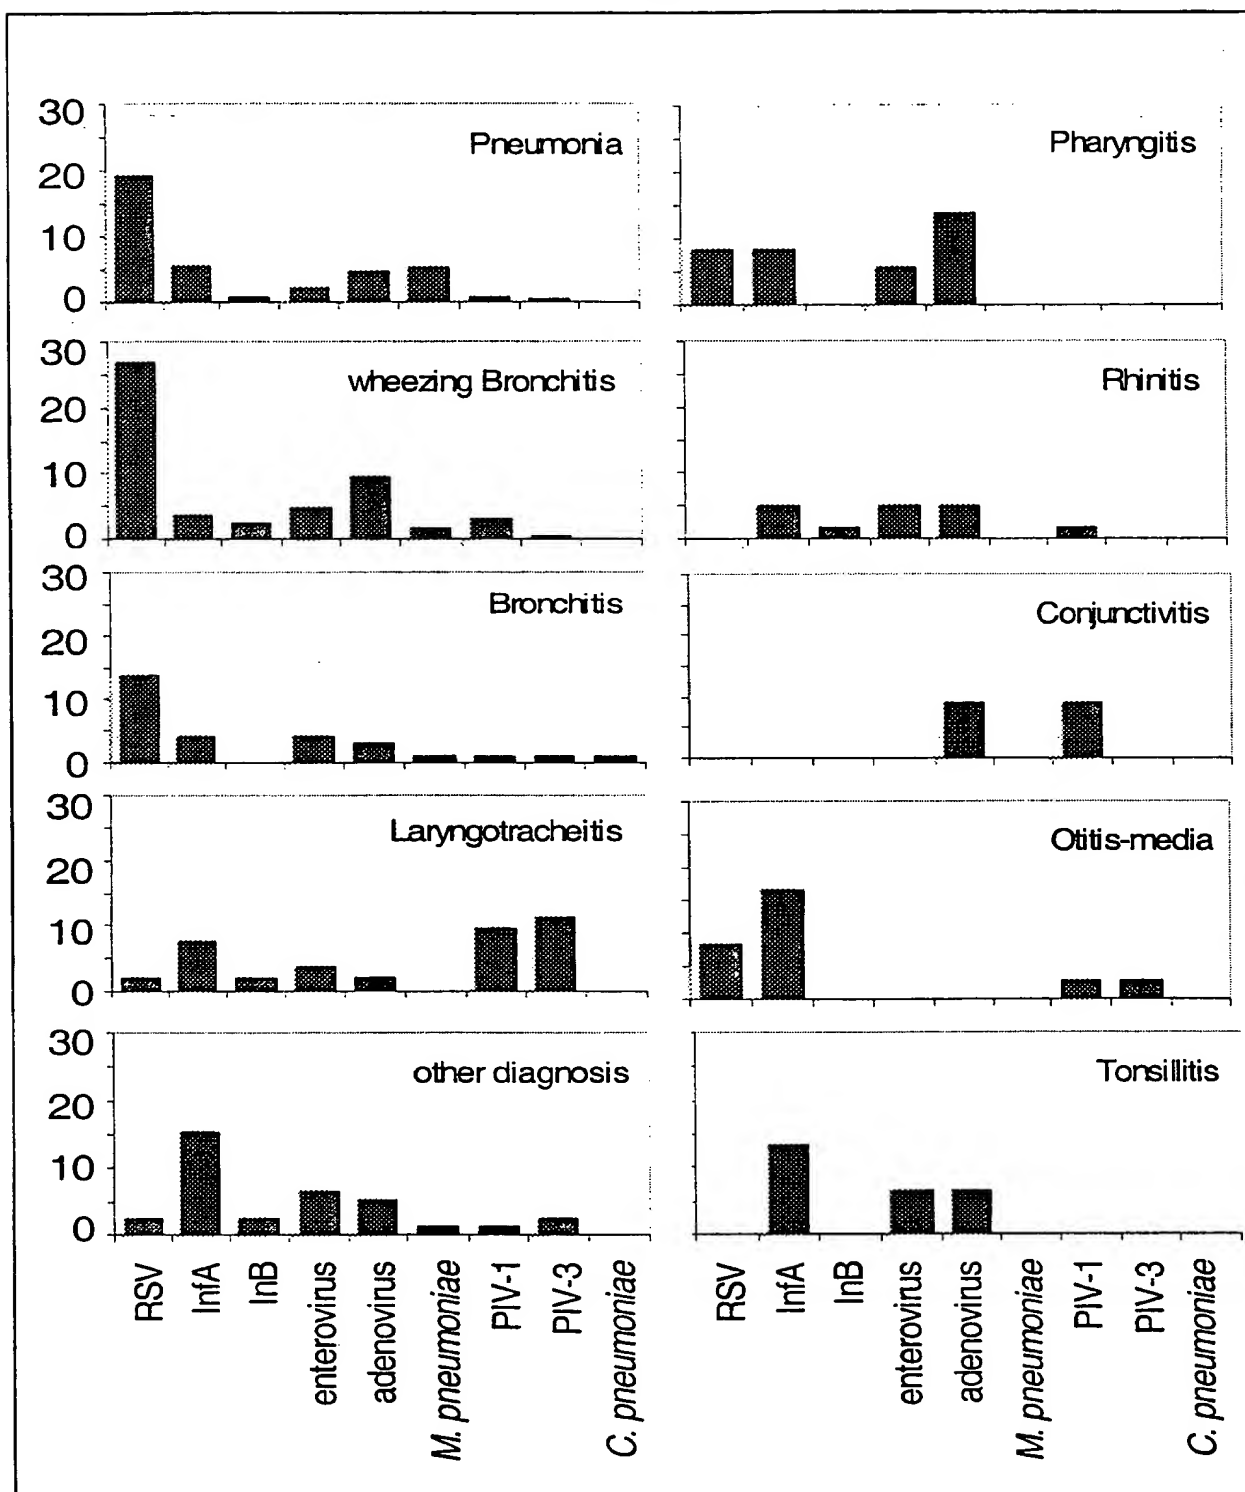 30
20
10
0
Pneumonia
Pharyngitis
30
20
10
0
wheezing Bronchitis
Rhinitis
30
20
10
0
Bronchitis
Conjunctivitis
30
20
10
0
Laryngotracheitis
Otitis-media
30
20
10
0
other diagnosis
Tonsillitis
RSV
InfA
InB
enterovirus
adenovirus
M. pneumoniae
PIV-1
PIV-3
C. pneumoniae
RSV
InfA
InB
enterovirus
adenovirus
M. pneumoniae
PIV-1
PIV-3
C. pneumoniae